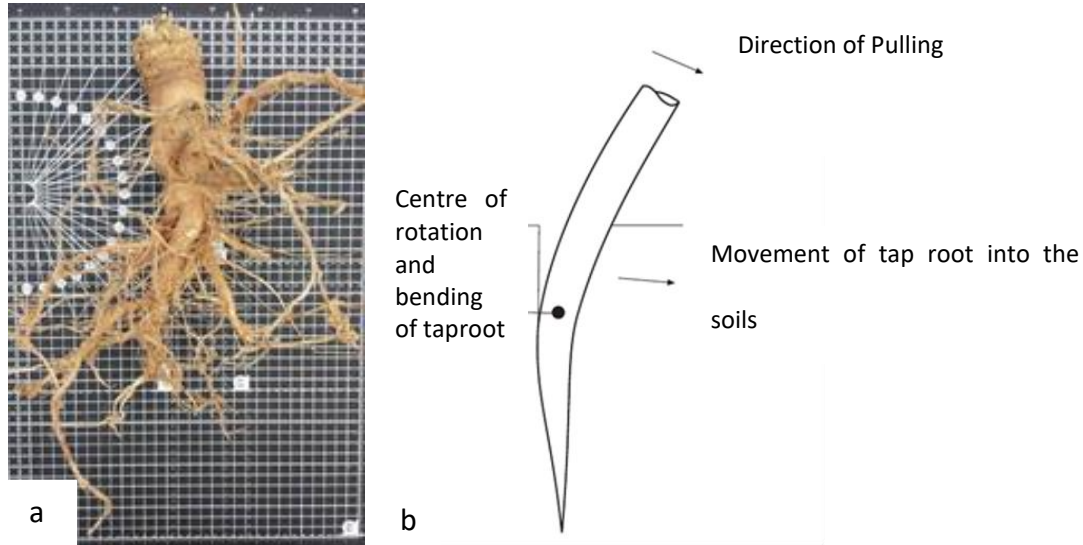 Direction of Pulling
Centre of
rotation
and
bending
of taproot
Movement of tap root into the
soils
a
b